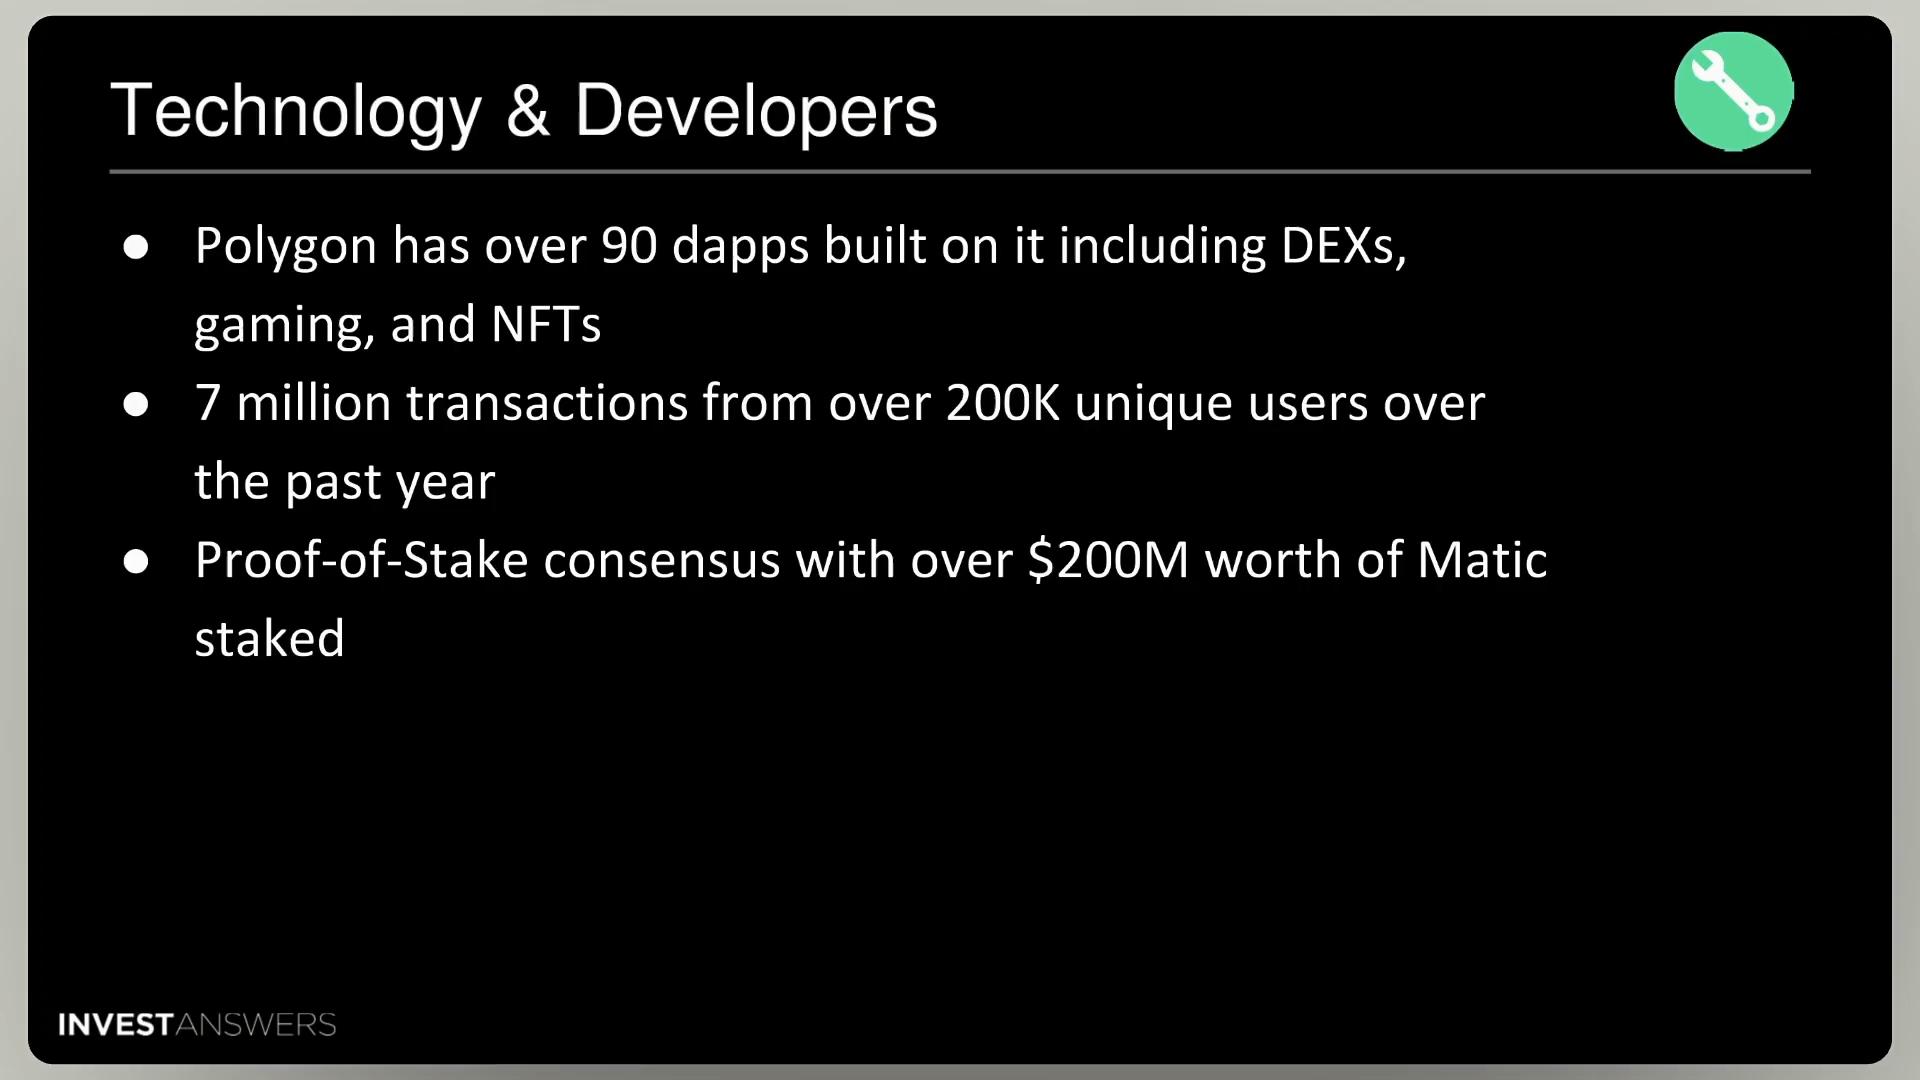 Technology & Developers
● Polygon has over 90 dapps built on it including DEXs,
gaming, and NFTs
● 7 million transactions from over 200K unique users over
the past year
● Proof-of-Stake consensus with over $200M worth of Matic
staked
INVESTANSWERS